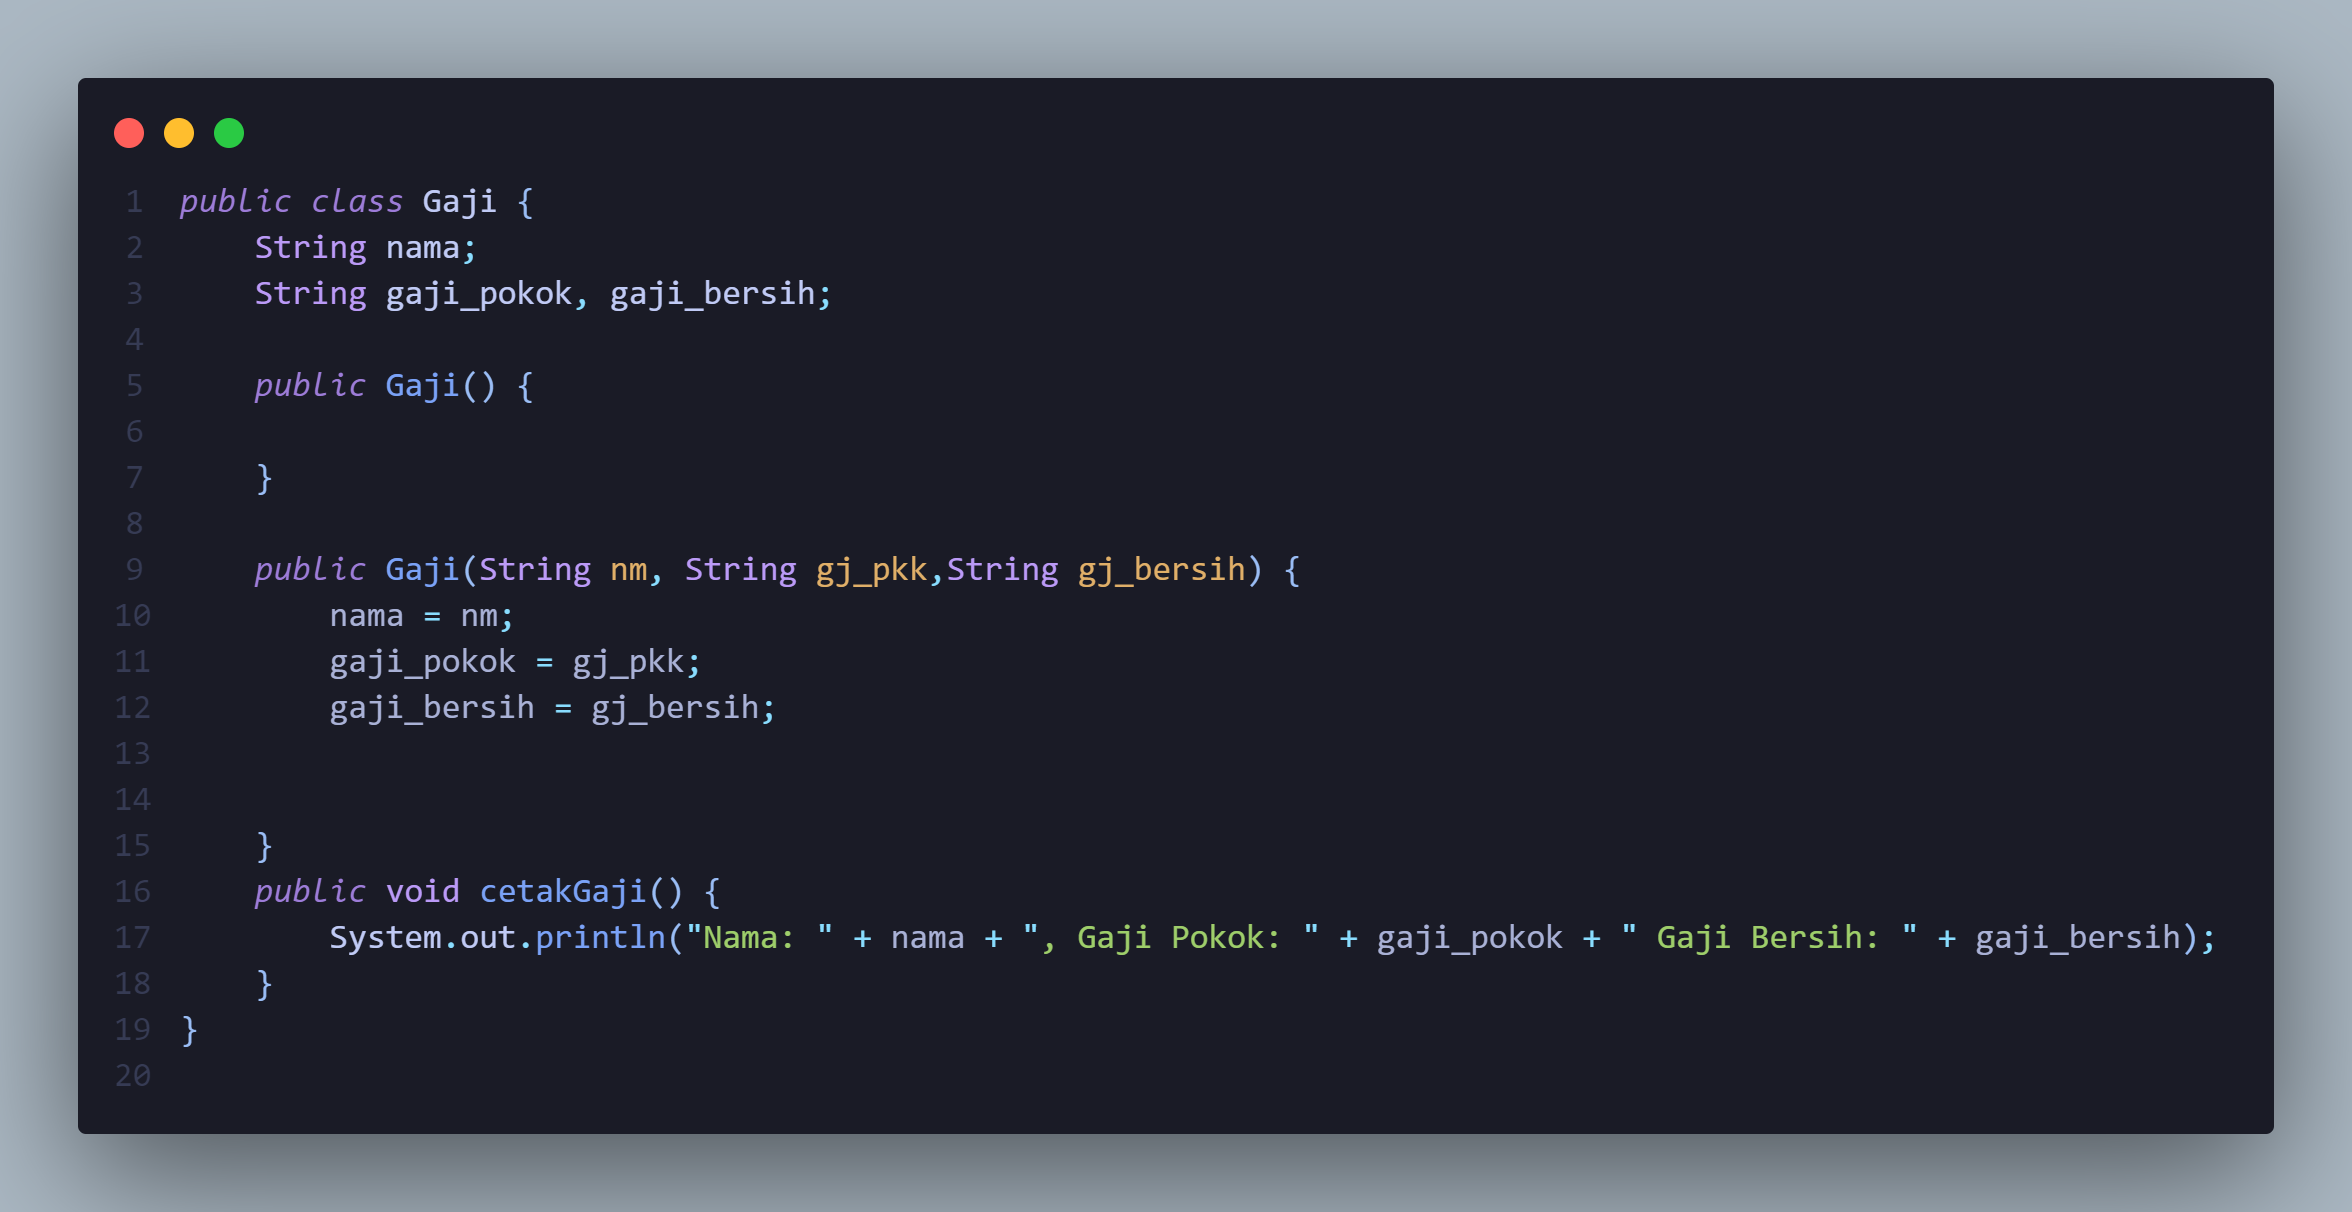 1 public class Gaji {
2     String nama;
3     String gaji_pokok, gaji_bersih;
4
5     public Gaji() {
6
7     }
8
9     public Gaji(String nm, String gj_pkk,String gj_bersih) {
10         nama = nm;
11         gaji_pokok = gj_pkk;
12         gaji_bersih = gj_bersih;
13
14
15     }
16     public void cetakGaji() {
17         System.out.println("Nama: " + nama + ", Gaji Pokok: " + gaji_pokok + " Gaji Bersih: " + gaji_bersih);
18     }
19 }
20